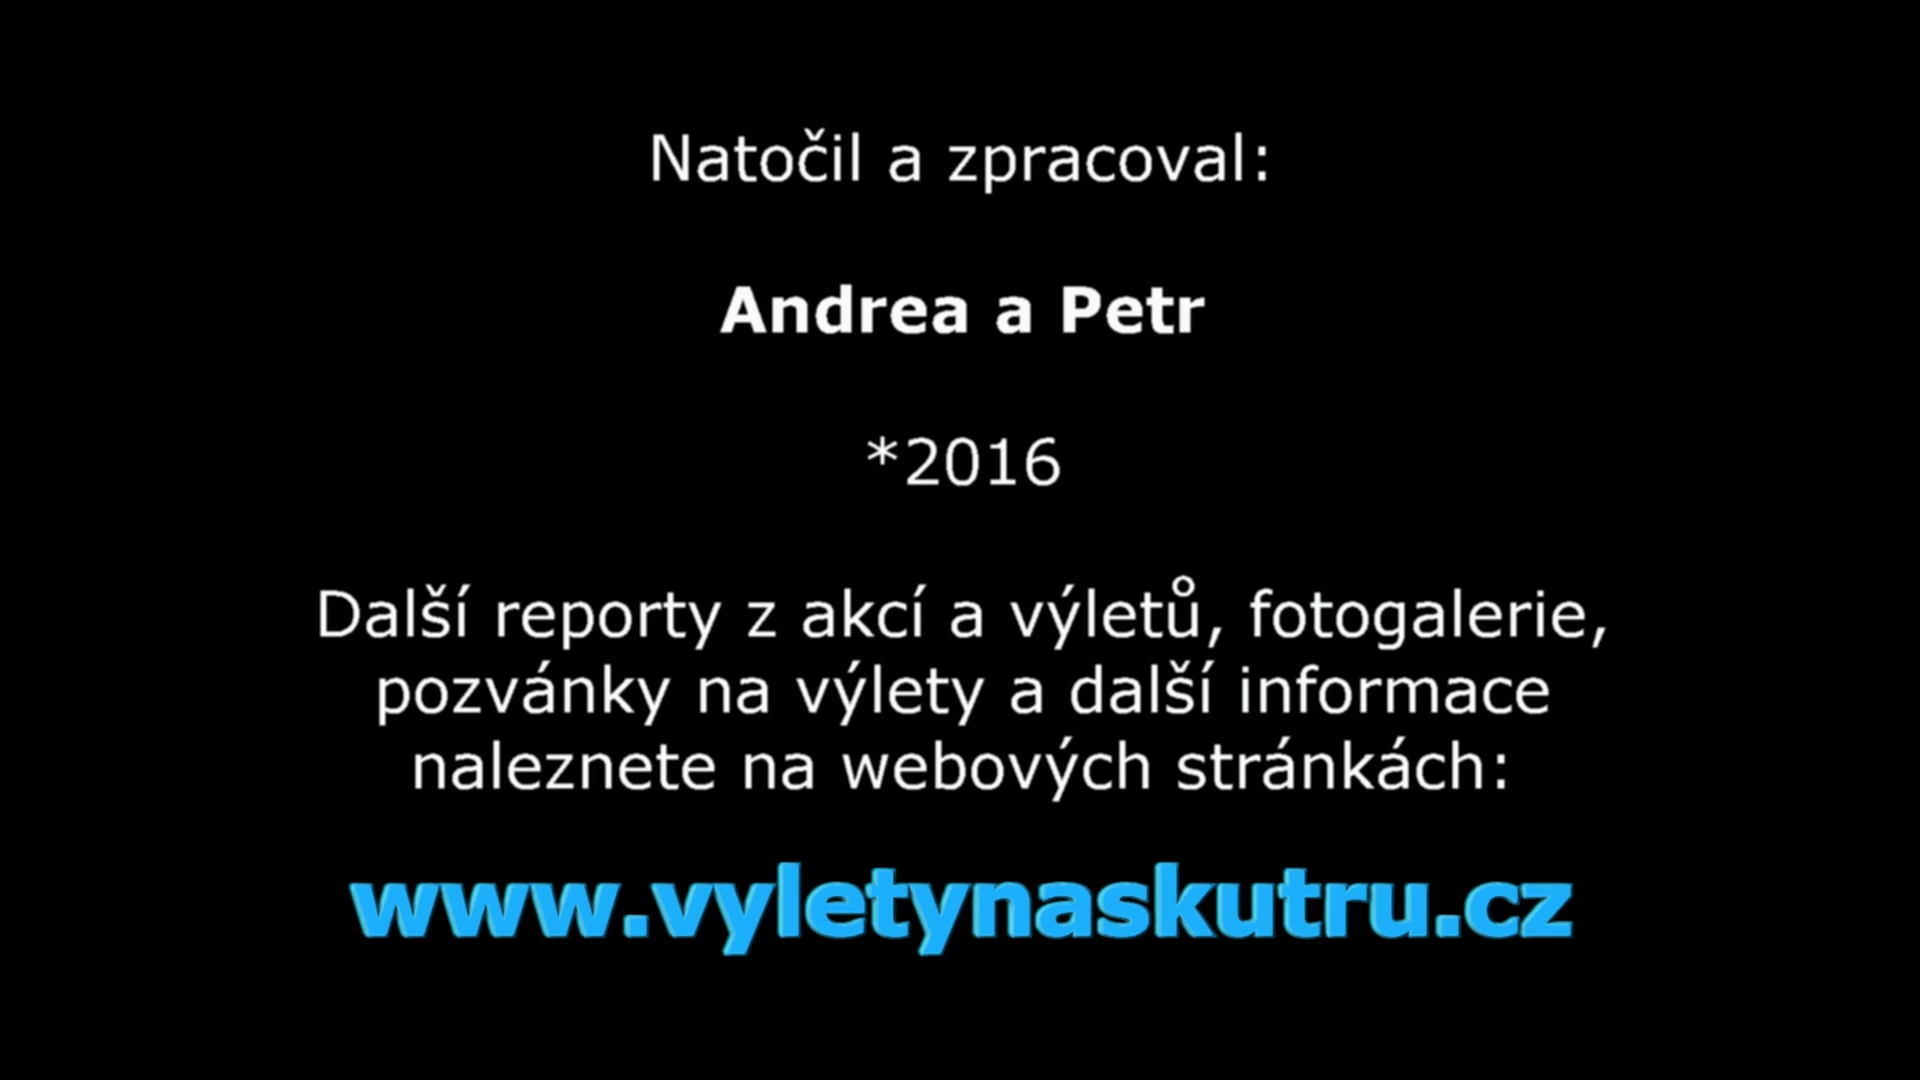 Natočil a zpracoval:
Andrea a Petr
*2016
Další reporty z akcí a výletů, fotogalerie,
pozvánky na výlety a další informace
naleznete na webových stránkách:
www.vyletynaskutru.cz